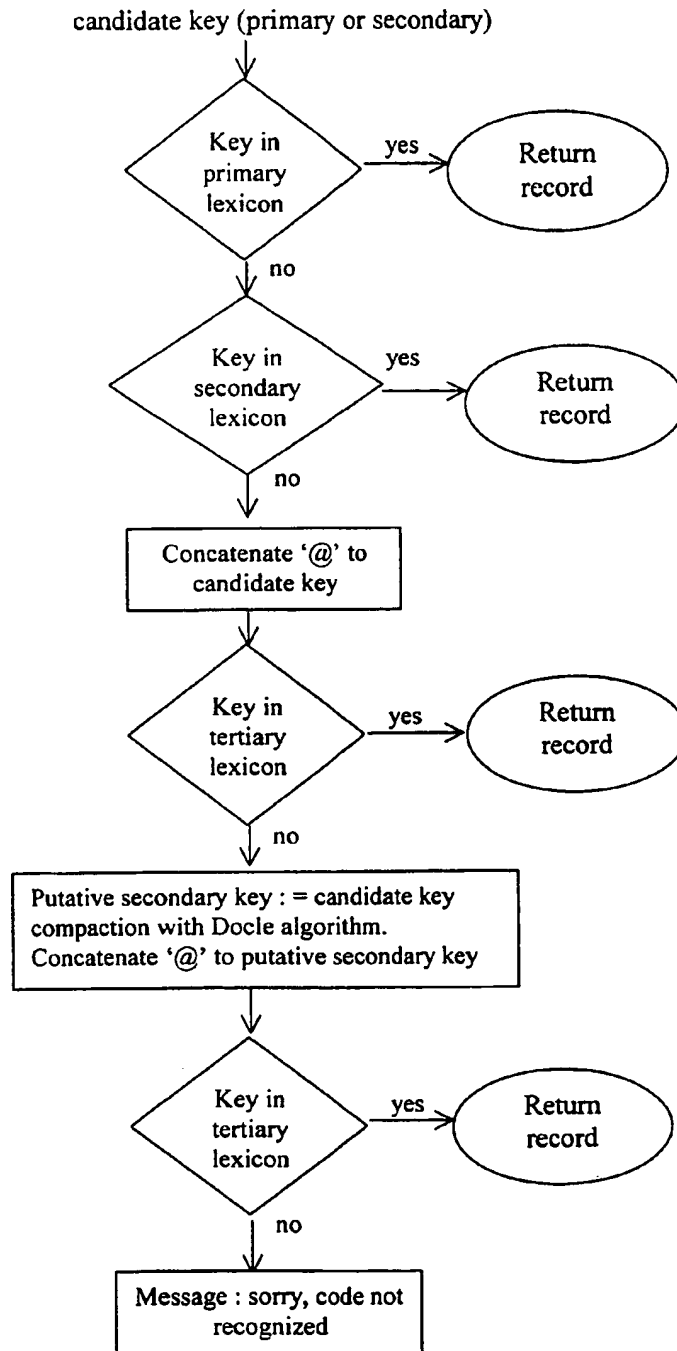 candidate key (primary or secondary)
Key in
primary
lexicon
yes
Return
record
no
Key in
secondary
lexicon
yes
Return
record
no
Concatenate ‘@’ to
candidate key
Key in
tertiary
lexicon
yes
Return
record
no
Putative secondary key : = candidate key
compaction with Docle algorithm.
Concatenate ‘@’ to putative secondary key
Key in
tertiary
lexicon
yes
Return
record
no
Message : sorry, code not
recognized